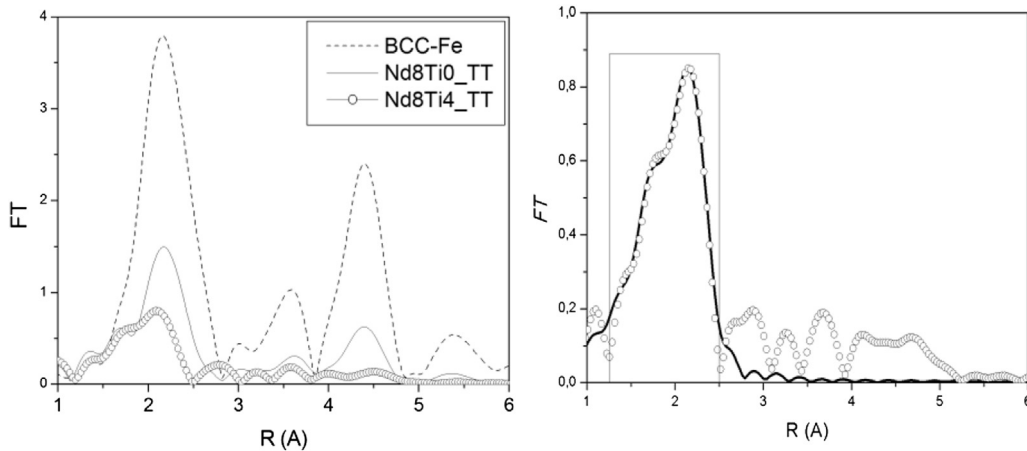 4
3
2
1
0
FT
BCC-Fe
Nd8Ti0_TT
Nd8Ti4_TT
1 2 3 4 5 6
R (A)
1,0
0,8
0,6
0,4
0,2
0,0
FT
1 2 3 4 5 6
R (A)